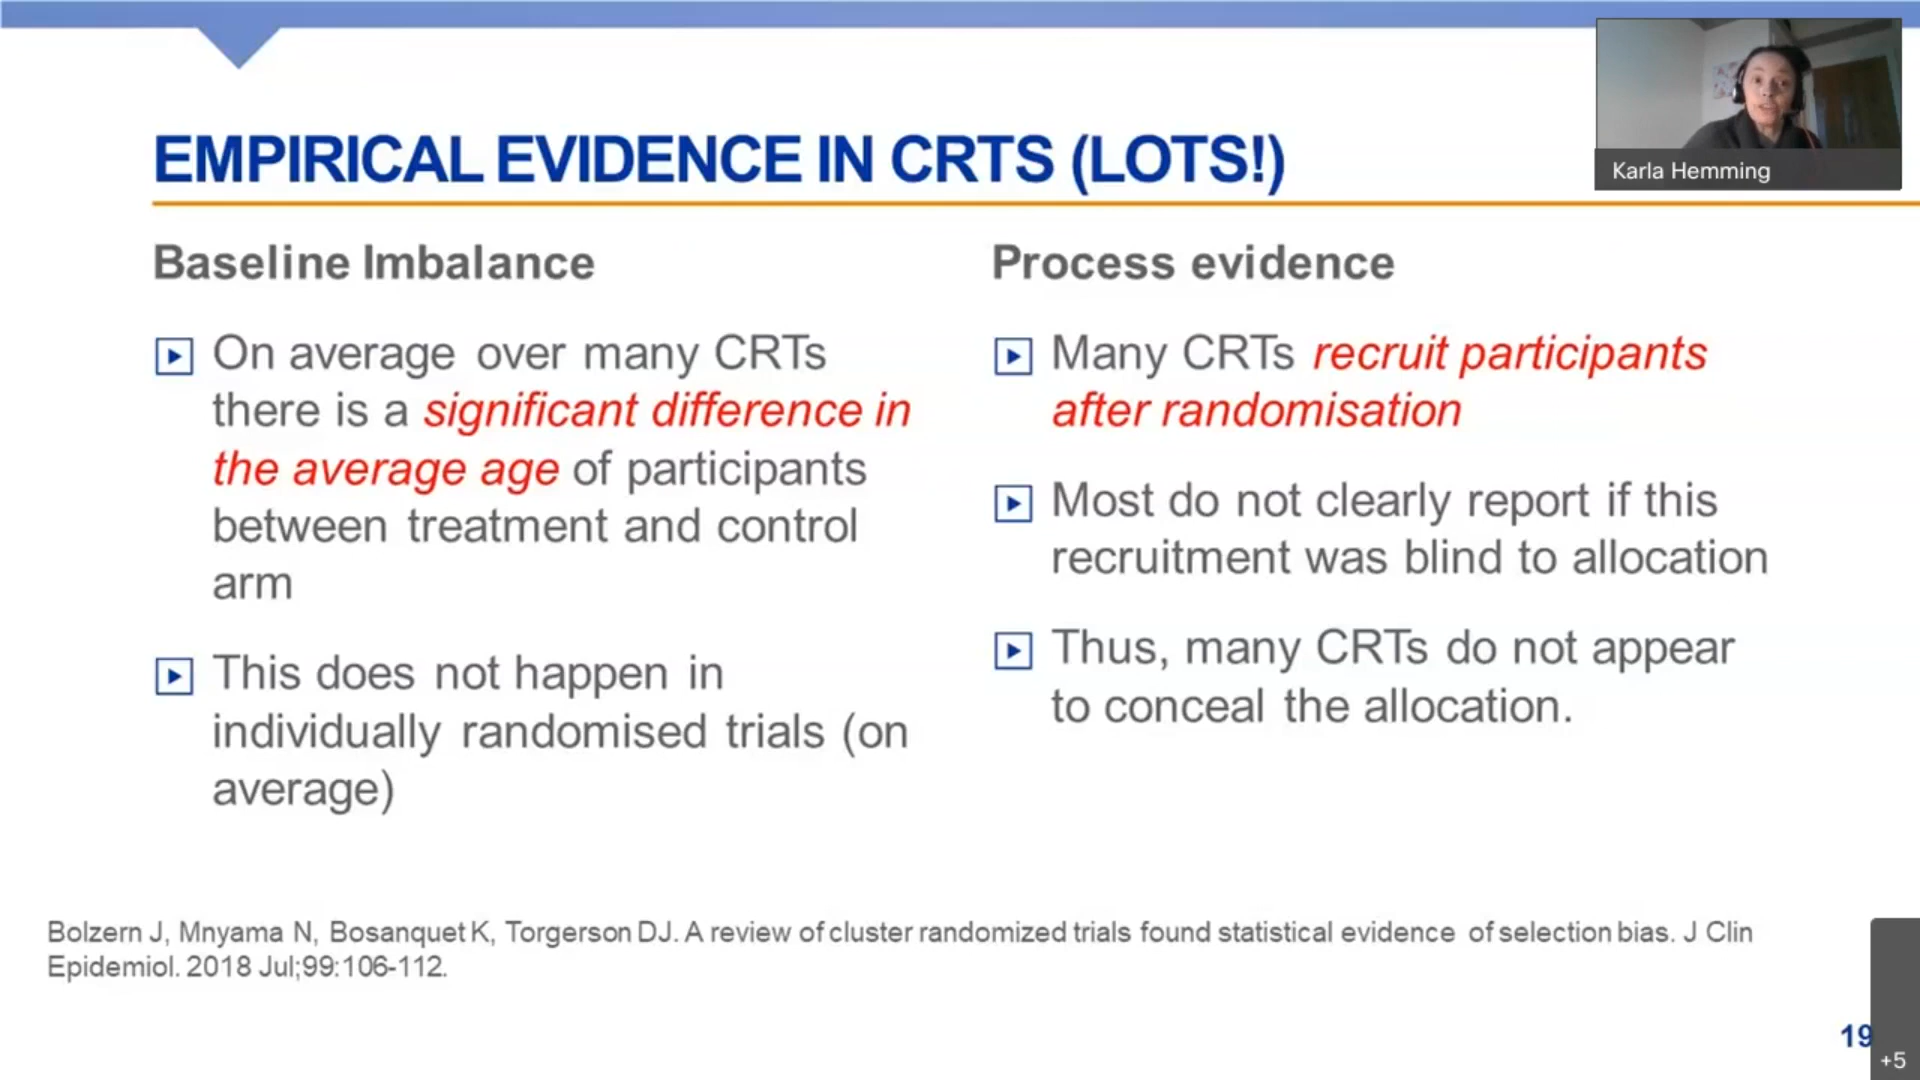 EMPIRICAL EVIDENCE IN CRTS (LOTS!)
Karla Hemming
Baseline Imbalance
On average over many CRTs
there is a significant difference in
the average age of participants
between treatment and control
arm
This does not happen in
individually randomised trials (on
average)
Process evidence
Many CRTs recruit participants
after randomisation
Most do not clearly report if this
recruitment was blind to allocation
Thus, many CRTs do not appear
to conceal the allocation.
Bolzern J, Mnyama N, Bosanquet K, Torgerson DJ. A review of cluster randomized trials found statistical evidence of selection bias. J Clin
Epidemiol. 2018 Jul;99:106-112.
19
+5